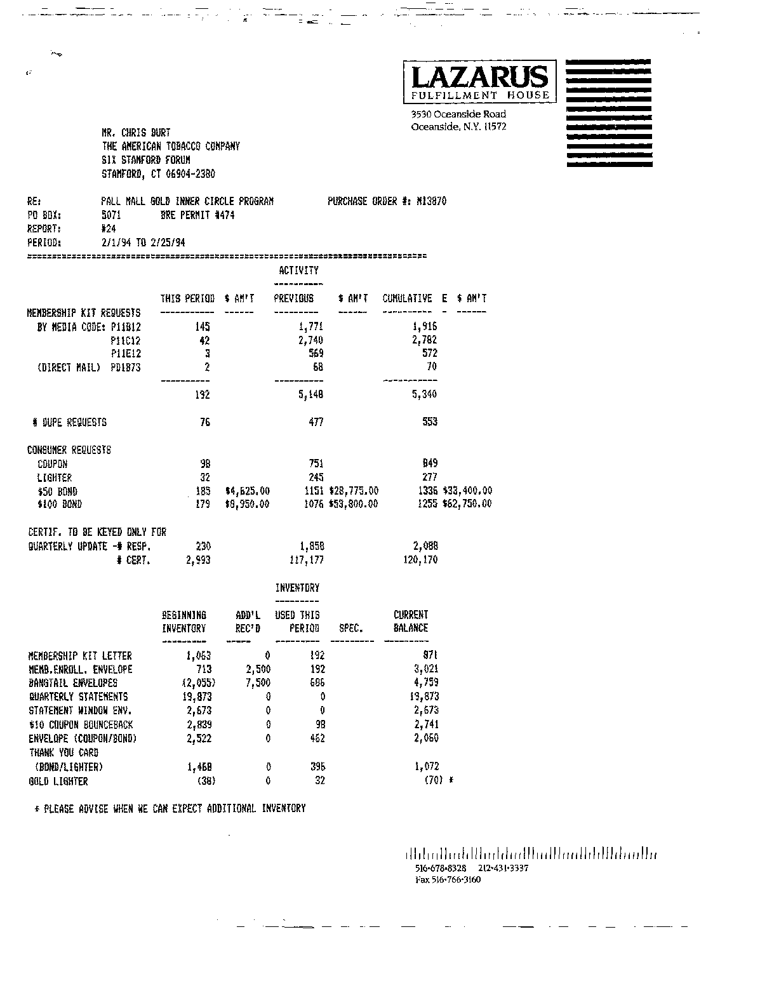 LAZARUS
FULFILLMENT HOUSE
3530 Oceanside Road
Oceanside, N.Y. 11572
MR. CHRIS BURT
THE AMERICAN TOBACCO COMPANY
SIX STAMFORD FORUM
STAMFORD, CT 06904-2380
RE: PALL MALL GOLD INNER CIRCLE PROGRAM PURCHASE ORDER #: M13870
PO BOX: 5071 BRE PERMIT #474
REPORT: #24
PERIOD: 2/1/94 TO 2/25/94
ACTIVITY
THIS PERIOD $ AM'T PREVIOUS $ AM'T CUMULATIVE E $ AM'T
MEMBERSHIP KIT REQUESTS
BY MEDIA CODE: P11B12 145 1,771 1,916
P11C12 42 2,740 2,782
P11E12 3 569 572
(DIRECT MAIL) PD1873 2 68 70
192 5,148 5,340
# DUPE REQUESTS 76 477 553
CONSUMER REQUESTS
COUPON 98 751 849
LIGHTER 32 245 277
$50 BOND 185 $4,625.00 1151 $28,775.00 1336 $33,400.00
$100 BOND 179 $8,950.00 1076 $53,800.00 1255 $62,750.00
CERTIF. TO BE KEYED ONLY FOR
QUARTERLY UPDATE -# RESP. 230 1,858 2,088
# CERT. 2,993 117,177 120,170
INVENTORY
BEGINNING ADD'L USED THIS CURRENT
INVENTORY REC'D PERIOD SPEC. BALANCE
MEMBERSHIP KIT LETTER 1,063 0 192 871
MEMB.ENROLL. ENVELOPE 713 2,500 192 3,021
BANGTAIL ENVELOPES (2,055) 7,500 686 4,759
QUARTERLY STATEMENTS 19,873 0 0 19,873
STATEMENT WINDOW ENV. 2,673 0 0 2,673
$10 COUPON BOUNCEBACK 2,839 0 98 2,741
ENVELOPE (COUPON/BOND) 2,522 0 462 2,060
THANK YOU CARD
(BOND/LIGHTER) 1,468 0 396 1,072
GOLD LIGHTER (38) 0 32 (70) *
* PLEASE ADVISE WHEN WE CAN EXPECT ADDITIONAL INVENTORY
516•678•8328 212•431•3337
Fax 516•766•3160